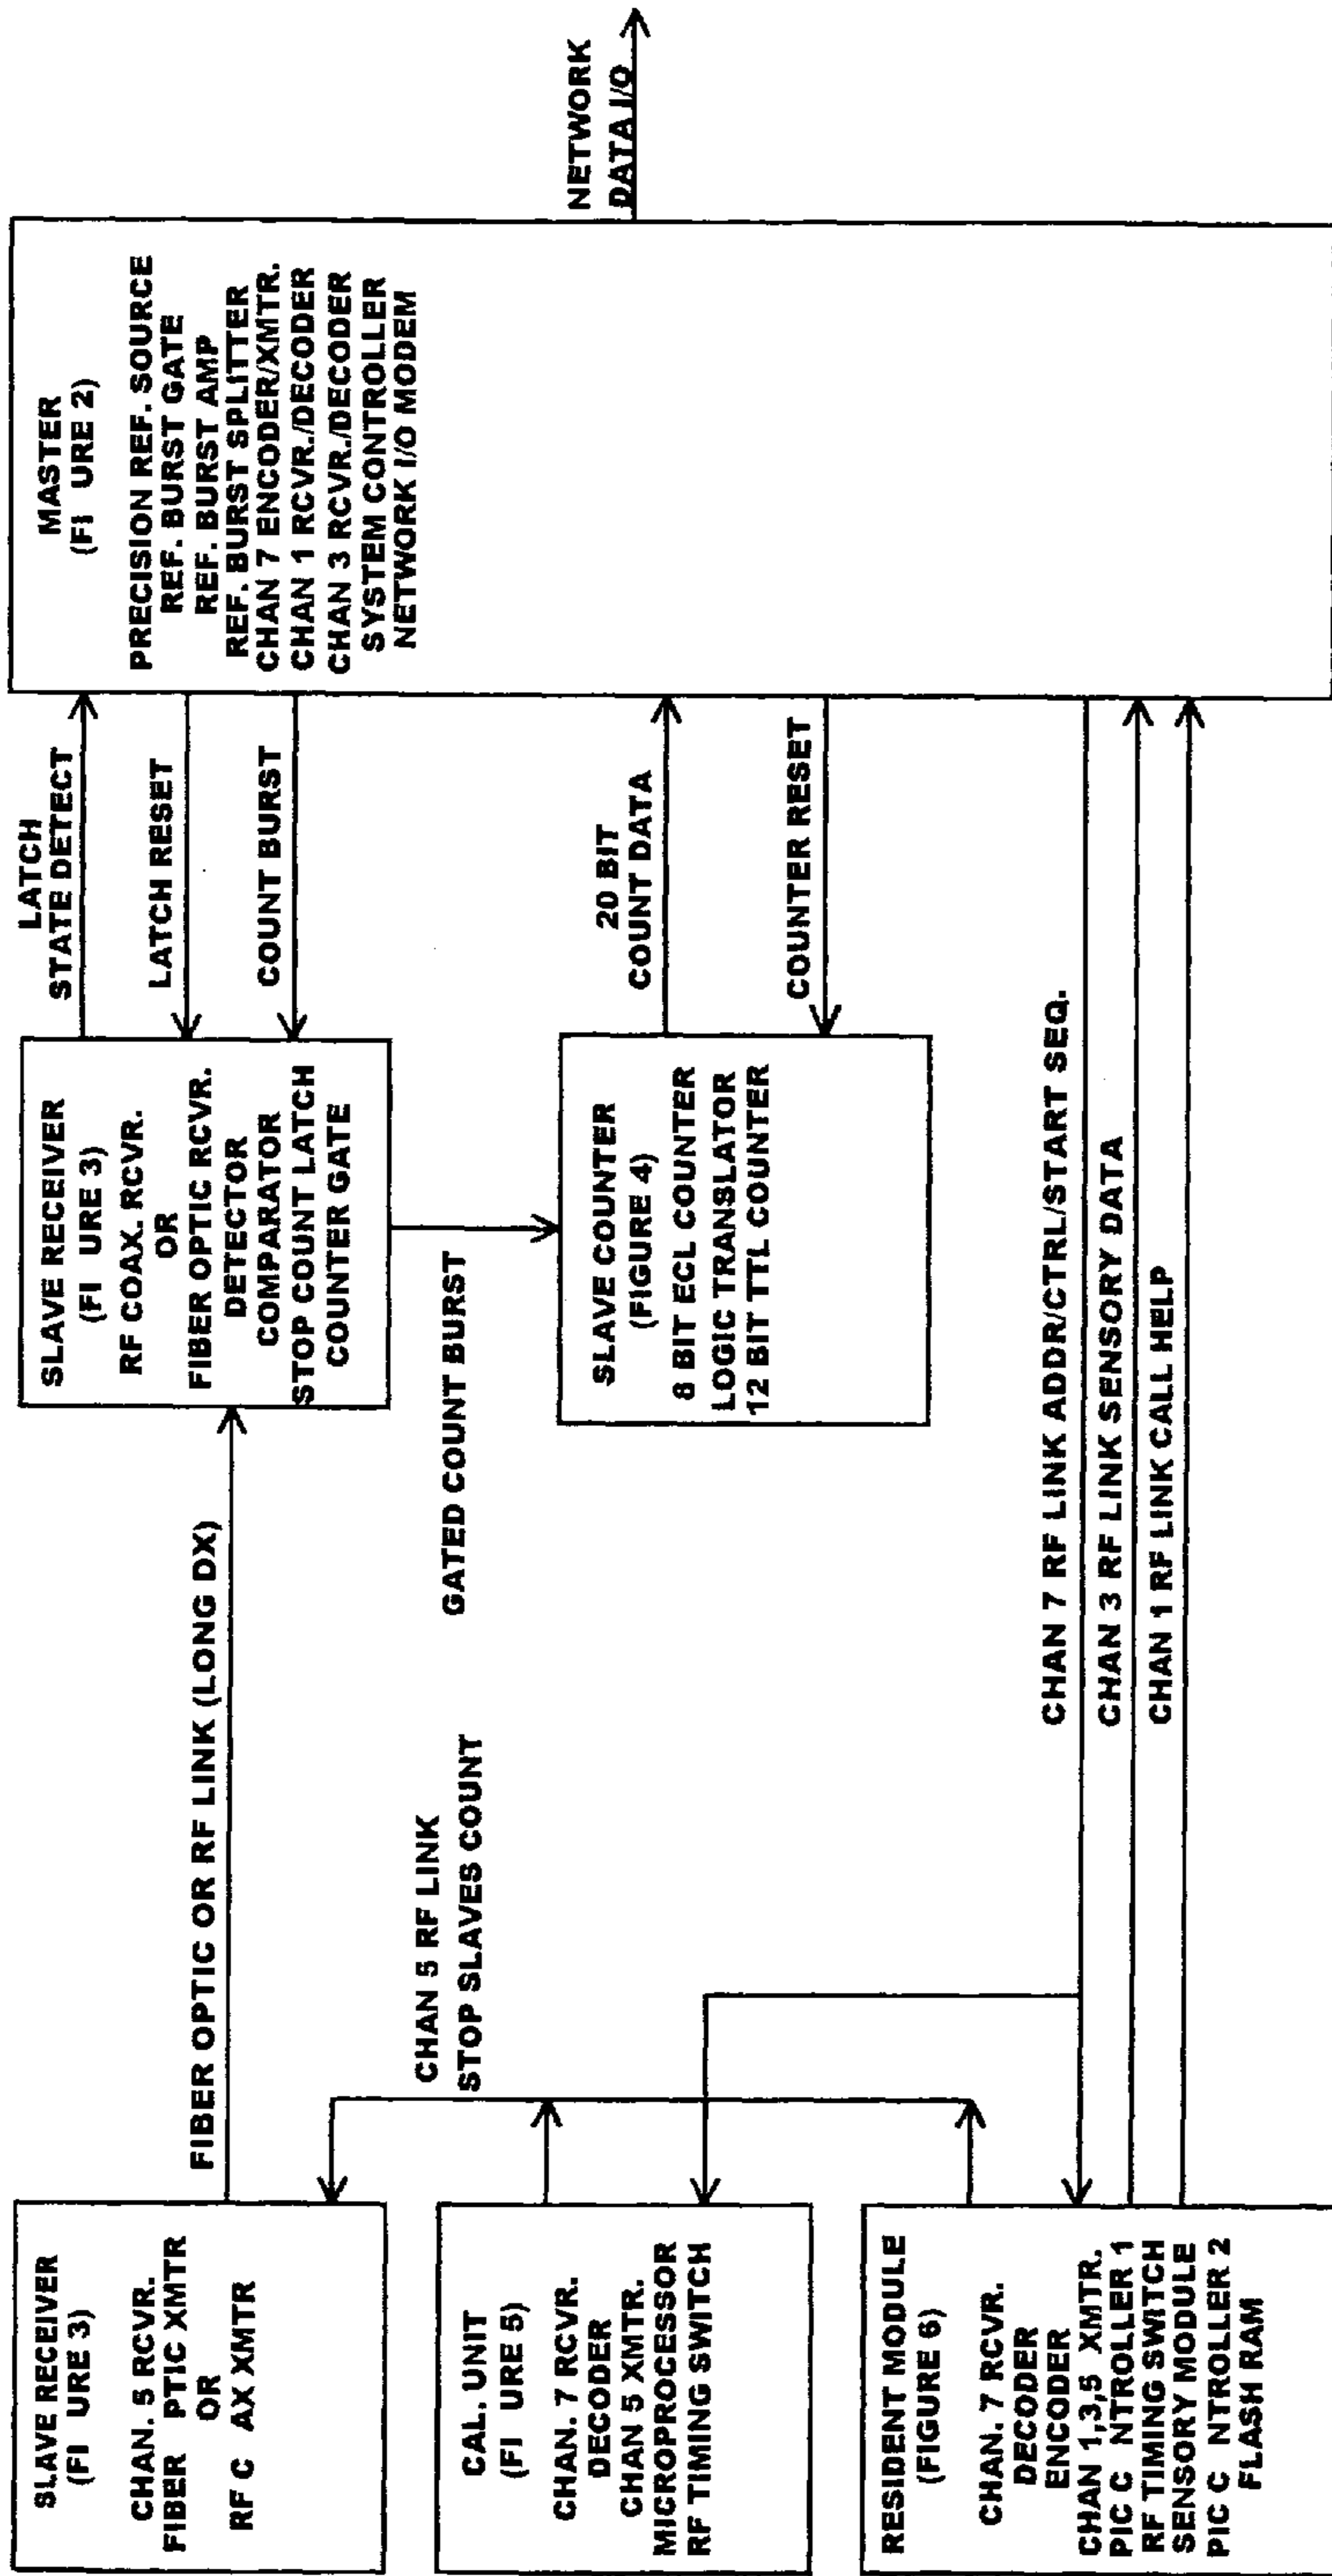 SLAVE RECEIVER
(FI URE 3)
CHAN. 5 RCVR.
FIBER PTIC XMTR
OR
RF C AX XMTR
CAL. UNIT
(FI URE 5)
CHAN. 7 RCVR.
DECODER
CHAN 5 XMTR.
MICROPROCESSOR
RF TIMING SWITCH
RESIDENT MODULE
(FIGURE 6)
CHAN. 7 RCVR.
DECODER
ENCODER
CHAN 1,3,5 XMTR.
PIC C NTROLLER 1
RF TIMING SWITCH
SENSORY MODULE
PIC C NTROLLER 2
FLASH RAM
FIBER OPTIC OR RF LINK (LONG DX)
CHAN 5 RF LINK
STOP SLAVES COUNT
GATED COUNT BURST
CHAN 7 RF LINK ADDR/CTRL/START SEQ.
CHAN 3 RF LINK SENSORY DATA
CHAN 1 RF LINK CALL HELP
SLAVE RECEIVER
(FI URE 3)
RF COAX. RCVR.
OR
FIBER OPTIC RCVR.
DETECTOR
COMPARATOR
STOP COUNT LATCH
COUNTER GATE
SLAVE COUNTER
(FIGURE 4)
8 BIT ECL COUNTER
LOGIC TRANSLATOR
12 BIT TTL COUNTER
LATCH
STATE DETECT
LATCH RESET
COUNT BURST
20 BIT
COUNT DATA
COUNTER RESET
MASTER
(FI URE 2)
PRECISION REF. SOURCE
REF. BURST GATE
REF. BURST AMP
REF. BURST SPLITTER
CHAN 7 ENCODER/XMTR.
CHAN 1 RCVR./DECODER
CHAN 3 RCVR./DECODER
SYSTEM CONTROLLER
NETWORK I/O MODEM
NETWORK
DATA I/O